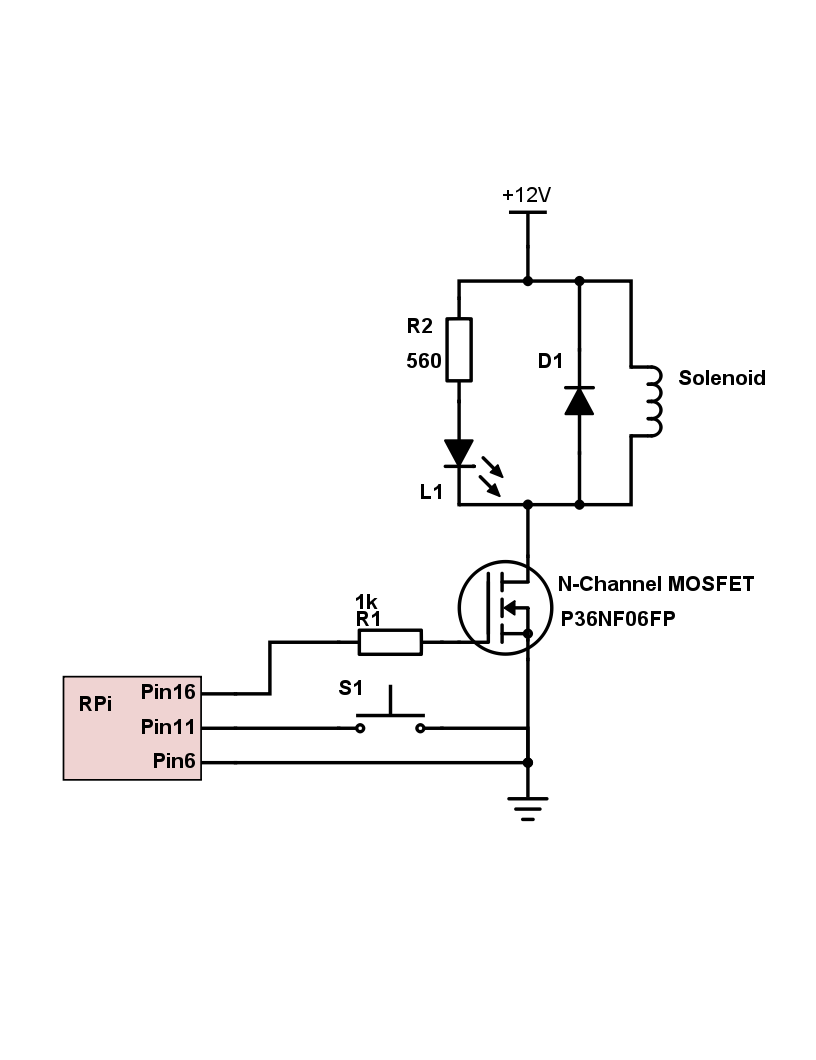 +12V
R2
560
D1
Solenoid
L1
N-Channel MOSFET
P36NF06FP
1k
R1
S1
RPi
Pin16
Pin11
Pin6